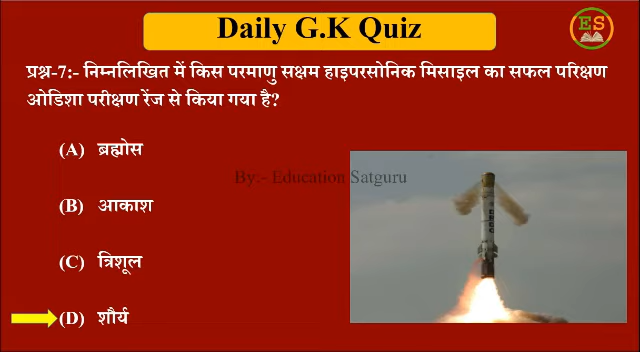 Daily G.K Quiz
ES
प्रश्न-7:- निम्नलिखित में किस परमाणु सक्षम हाइपरसोनिक मिसाइल का सफल परिक्षण
ओडिशा परीक्षण रेंज से किया गया है?
(A) ब्रह्मोस
By:- Education Satguru
(B) आकाश
(C) त्रिशूल
(D) शौर्य